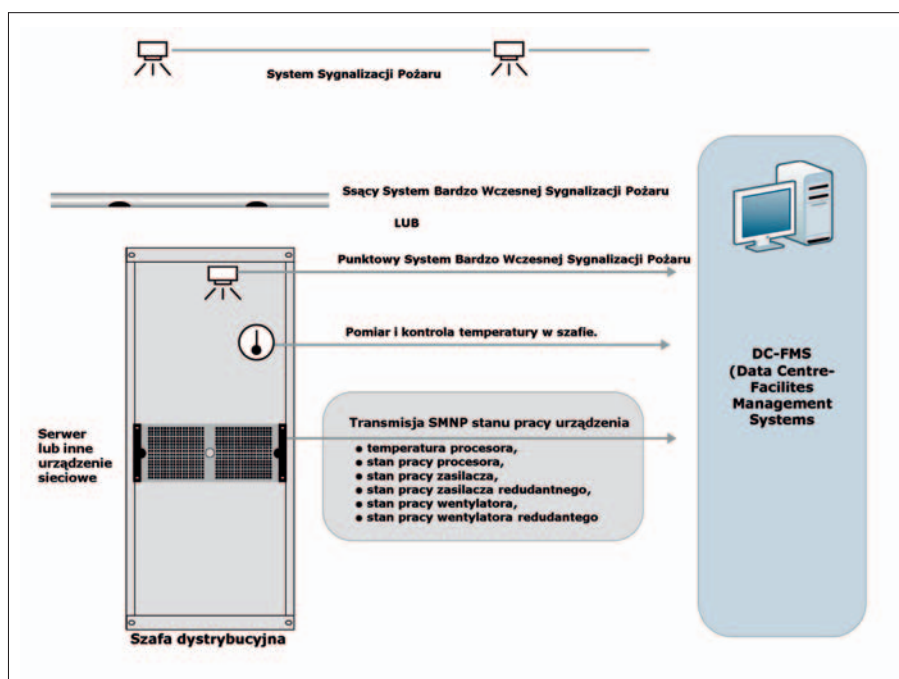 System Sygnalizacji Pożaru
Ssący System Bardzo Wczesnej Sygnalizacji Pożaru
LUB
Punktowy System Bardzo Wczesnej Sygnalizacji Pożaru
Pomiar i kontrola temperatury w szafie.
DC-FMS
(Data Centre-
Facilites
Management
Systems
Transmisja SMNP stanu pracy urządzenia
● temperatura procesora,
● stan pracy procesora,
● stan pracy zasilacza,
● stan pracy zasilacza redudantnego,
● stan pracy wentylatora,
● stan pracy wentylatora redudantego
Serwer
lub inne
urządzenie
sieciowe
Szafa dystrybucyjna